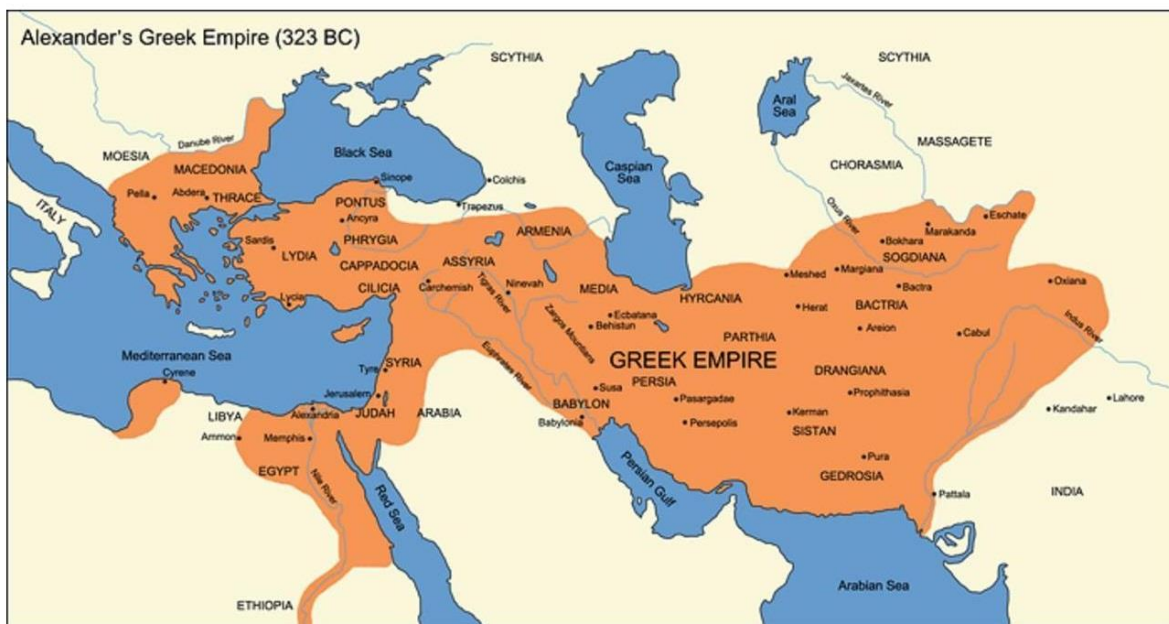 Alexander's Greek Empire (323 BC)
SCYTHIA
SCYTHIA
Jaxartes River
Aral
Sea
Danube River
MASSAGETE
MOESIA
Black Sea
CHORASMIA
MACEDONIA
Caspian
Sea
Sinope
Colchis
Pella
Abdera
THRACE
PONTUS
Trapezus
ITALY
Ancyra
Oxus River
Eschate
Marakanda
ARMENIA
Bokhara
PHRYGIA
Sardis
LYDIA
SOGDIANA
ASSYRIA
CAPPADOCIA
Margiana
Meshed
Oxiana
Carchemish
Tigras River
Ninevah
MEDIA
CILICIA
Bactra
Lycia
HYRCANIA
Herat
BACTRIA
Zargos Mountians
Ecbatana
Behistun
Areion
Cabul
Indus River
PARTHIA
Mediterranean Sea
Euphrates River
GREEK EMPIRE
SYRIA
Tyre
Cyrene
DRANGIANA
PERSIA
Susa
Jerusalem
Prophthasia
Pasargadae
BABYLON
Lahore
LIBYA
Alexandria
JUDAH
ARABIA
Kerman
Kandahar
Babylonia
Persepolis
SISTAN
Ammon
Memphis
Pura
EGYPT
Nile River
Persian Gulf
GEDROSIA
Red Sea
Pattala
INDIA
Arabian Sea
ETHIOPIA